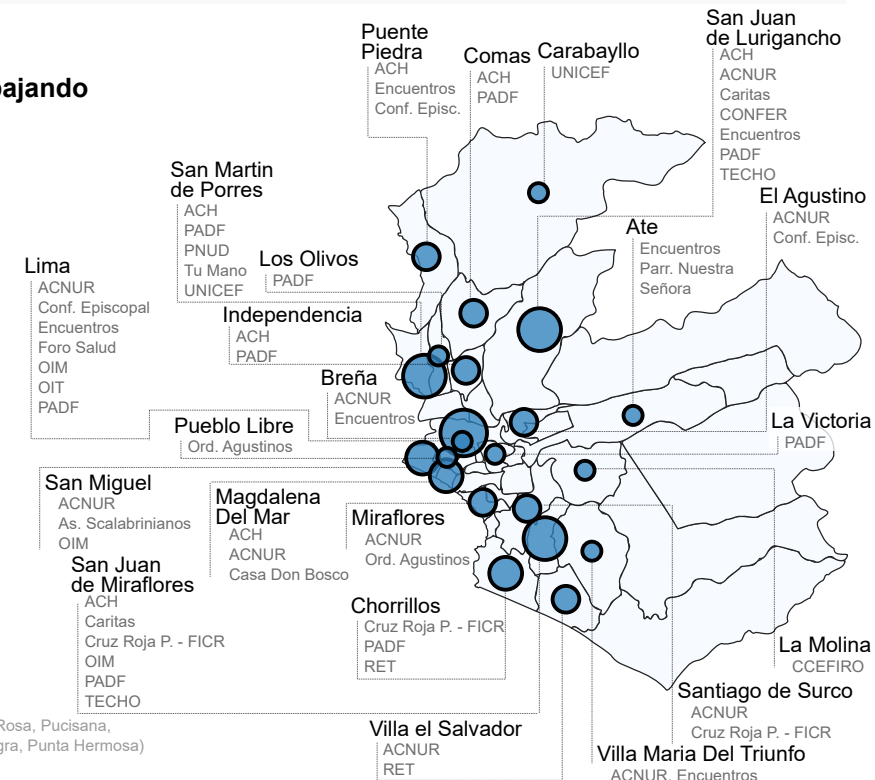 bajando
Puente
Piedra
ACH
Encuentros
Conf. Episc.
Comas
ACH
PADF
Carabayllo
UNICEF
San Juan
de Lurigancho
ACH
ACNUR
Caritas
CONFER
Encuentros
PADF
TECHO
San Martin
de Porres
ACH
PADF
PNUD
Tu Mano
UNICEF
El Agustino
ACNUR
Conf. Episc.
Ate
Encuentros
Parr. Nuestra
Señora
Los Olivos
PADF
Lima
ACNUR
Conf. Episcopal
Encuentros
Foro Salud
OIM
OIT
PADF
Independencia
ACH
PADF
Breña
ACNUR
Encuentros
Pueblo Libre
Ord. Agustinos
La Victoria
PADF
San Miguel
ACNUR
As. Scalabrinianos
OIM
Magdalena
Del Mar
ACH
ACNUR
Casa Don Bosco
Miraflores
ACNUR
Ord. Agustinos
San Juan
de Miraflores
ACH
Caritas
Cruz Roja P. - FICR
OIM
PADF
TECHO
Chorrillos
Cruz Roja P. - FICR
PADF
RET
La Molina
CCEFIRO
Santiago de Surco
ACNUR
Cruz Roja P. - FICR
Rosa, Pucisana,
gra, Punta Hermosa)
Villa el Salvador
ACNUR
RET
Villa Maria Del Triunfo
ACNUR, Encuentros